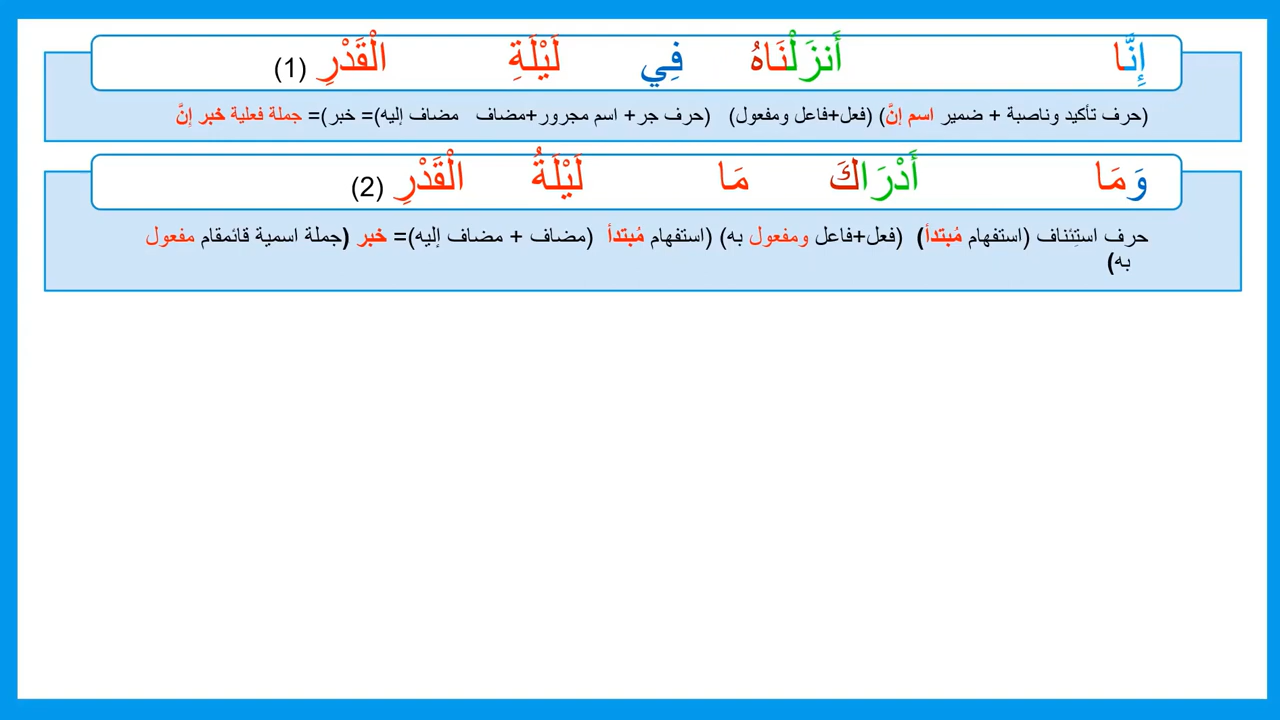 إِنَّا أَنزَلْنَاهُ فِي لَيْلَةِ الْقَدْرِ (1)
(حرف تأكيد وناصبة + ضمير اسم إنَّ) (فعل+فاعل ومفعول) (حرف جر+ اسم مجرور+مضاف مضاف إليه)= خبر)= جملة فعلية خبر إنَّ
وَمَا أَدْرَاكَ مَا لَيْلَةُ الْقَدْرِ (2)
حرف استِئناف (استفهام مُبتدأ) (فعل+فاعل ومفعول به) (استفهام مُبتدأ (مضاف + مضاف إليه)= خبر (جملة اسمية قائمقام مفعول
به)